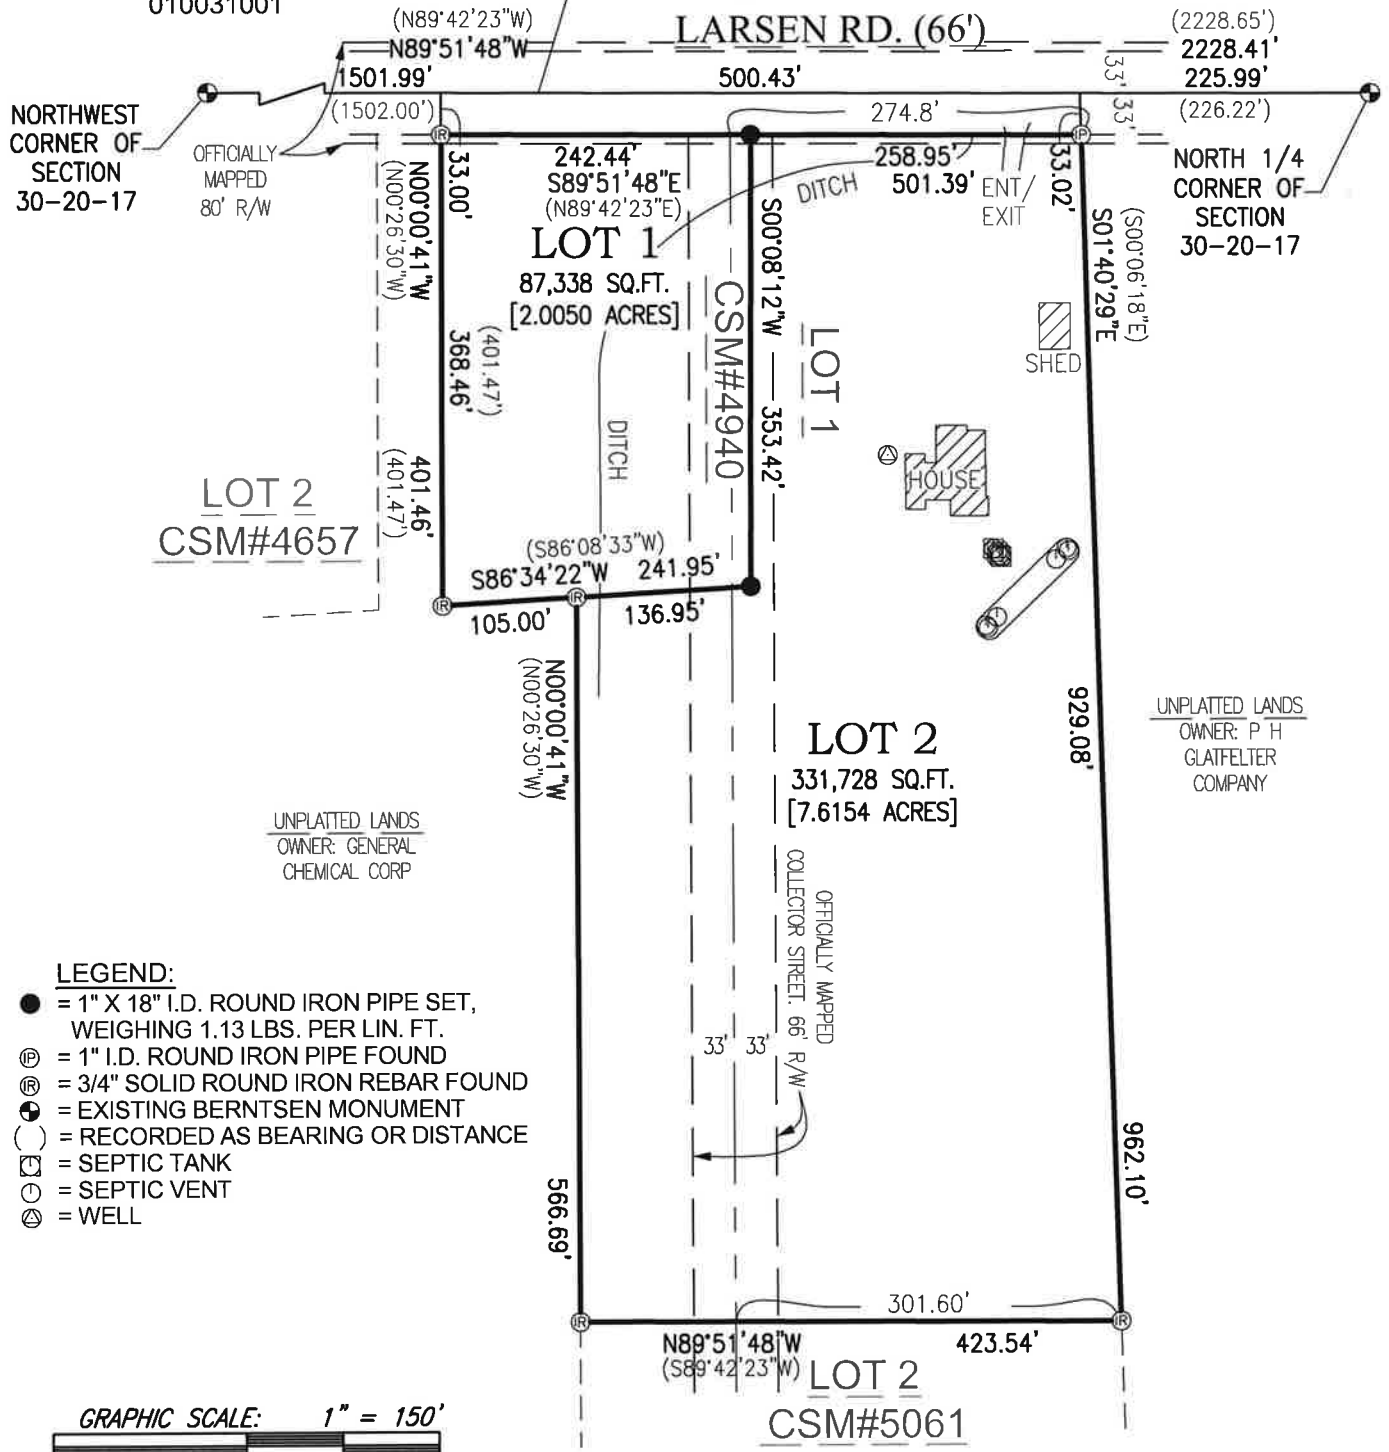 010031001
(N89°42'23"W)
N89°51'48"W
LARSEN RD. (66')
(2228.65')
2228.41'
1501.99'
500.43'
225.99'
(1502.00')
274.8'
(226.22')
33'
33'
NORTHWEST
CORNER OF
SECTION
30-20-17
OFFICIALLY
MAPPED
80' R/W
NORTH 1/4
CORNER OF
SECTION
30-20-17
33.00'
242.44'
S89°51'48"E
(N89°42'23"E)
258.95'
501.39'
DITCH
ENT/
EXIT
33.02'
N00°00'41"W
(N00°26'30"W)
LOT 1
87,338 SQ.FT.
[2.0050 ACRES]
S00°08'12"W
353.42'
CSM#4940
LOT 1
S01°40'29"E
(S00°06'18"E)
SHED
368.46'
(401.47')
401.46'
(401.47')
DITCH
HOUSE
LOT 2
CSM#4657
(S86°08'33"W)
S86°34'22"W
241.95'
105.00'
136.95'
N00°00'41"W
(N00°26'30"W)
929.08'
LOT 2
331,728 SQ.FT.
[7.6154 ACRES]
UNPLATTED LANDS
OWNER: P H
GLATFELTER
COMPANY
UNPLATTED LANDS
OWNER: GENERAL
CHEMICAL CORP
OFFICIALLY MAPPED
COLLECTOR STREET. 66' R/W
33'
33'
LEGEND:
= 1" X 18" I.D. ROUND IRON PIPE SET,
WEIGHING 1.13 LBS. PER LIN. FT.
IP = 1" I.D. ROUND IRON PIPE FOUND
IR = 3/4" SOLID ROUND IRON REBAR FOUND
= EXISTING BERNTSEN MONUMENT
( ) = RECORDED AS BEARING OR DISTANCE
= SEPTIC TANK
= SEPTIC VENT
= WELL
962.10'
566.69'
301.60'
N89°51'48"W
(S89°42'23"W)
423.54'
LOT 2
CSM#5061
GRAPHIC SCALE: 1" = 150'